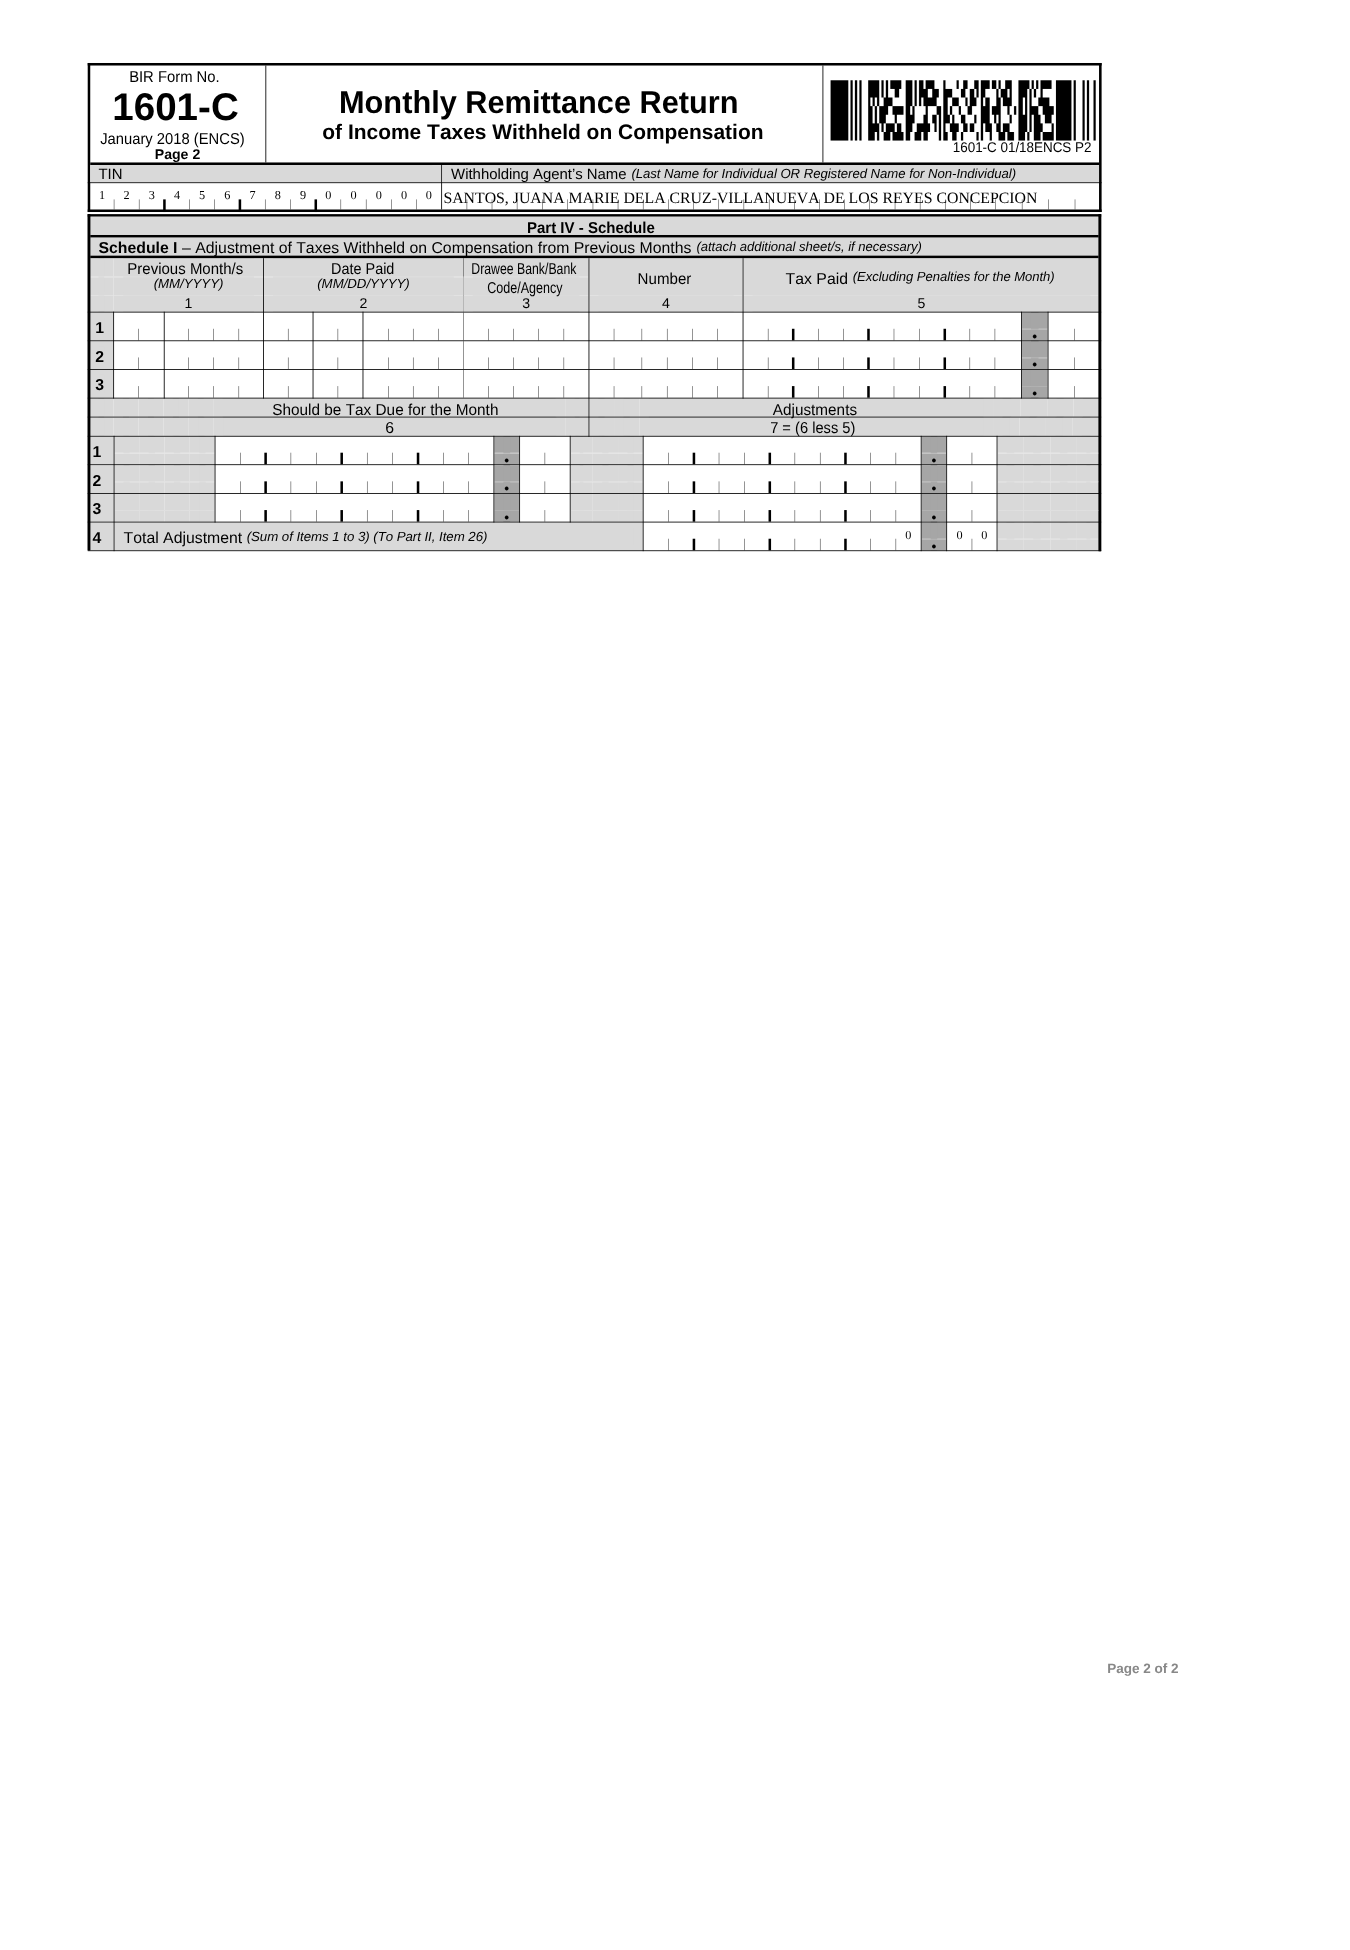 BIR Form No.
1601-C
January 2018 (ENCS)
Page 2
Monthly Remittance Return
of Income Taxes Withheld on Compensation
1601-C 01/18ENCS P2
TIN
Withholding Agent’s Name (Last Name for Individual OR Registered Name for Non-Individual)
1 2 3 4 5 6 7 8 9 0 0 0 0 0
SANTOS, JUANA MARIE DELA CRUZ-VILLANUEVA DE LOS REYES CONCEPCION
Part IV - Schedule
Schedule I – Adjustment of Taxes Withheld on Compensation from Previous Months (attach additional sheet/s, if necessary)
Previous Month/s
(MM/YYYY)
1
Date Paid
(MM/DD/YYYY)
2
Drawee Bank/Bank
Code/Agency
3
Number
4
Tax Paid (Excluding Penalties for the Month)
5
1 .
2 .
3 .
Should be Tax Due for the Month
6
Adjustments
7 = (6 less 5)
1 . .
2 . .
3 . .
4 Total Adjustment (Sum of Items 1 to 3) (To Part II, Item 26) 0 . 0 0
Page 2 of 2